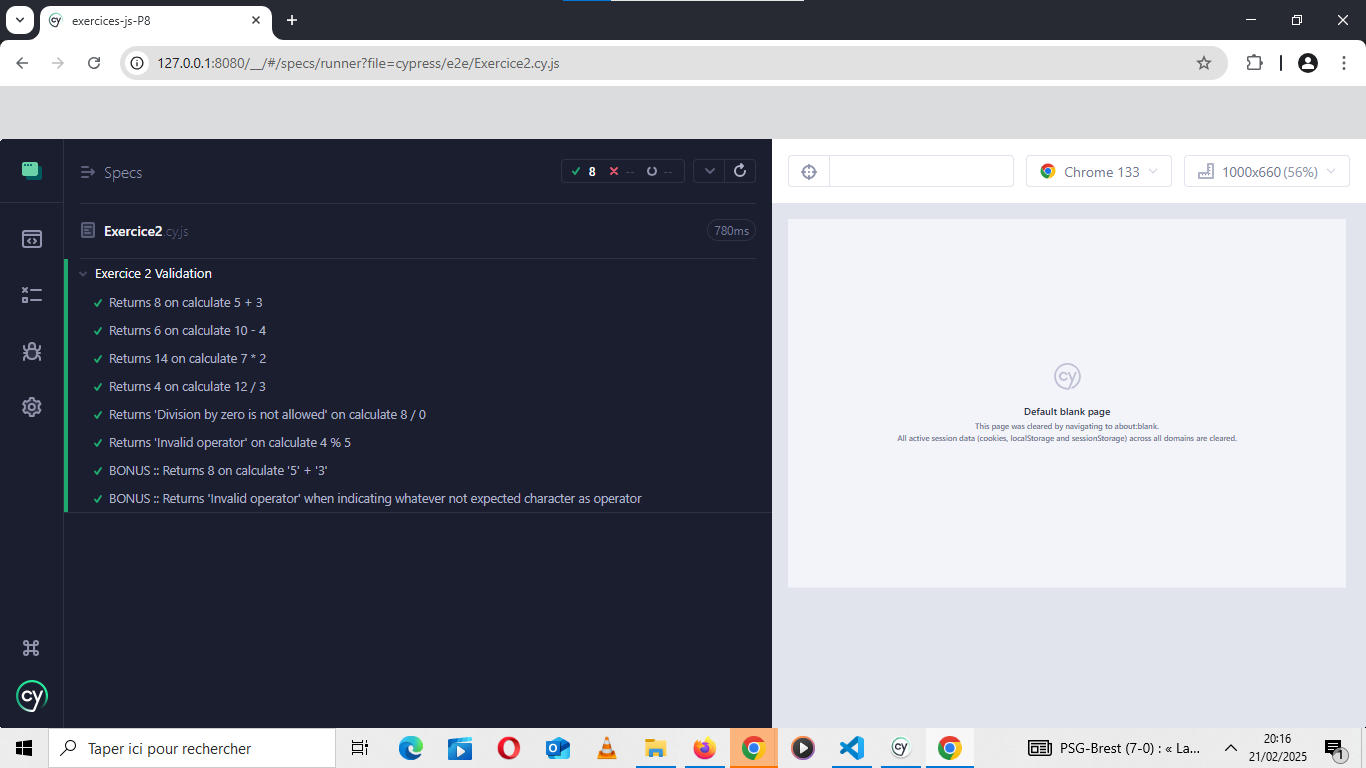 exercices-js-P8
127.0.0.1:8080/__/#/specs/runner?file=cypress/e2e/Exercice2.cy.js
Specs
8 -- --
Chrome 133
1000x660 (56%)
Exercice2.cy.js
780ms
Exercice 2 Validation
Returns 8 on calculate 5 + 3
Returns 6 on calculate 10 - 4
Returns 14 on calculate 7 * 2
Returns 4 on calculate 12 / 3
Returns 'Division by zero is not allowed' on calculate 8 / 0
Returns 'Invalid operator' on calculate 4 % 5
BONUS :: Returns 8 on calculate '5' + '3'
BONUS :: Returns 'Invalid operator' when indicating whatever not expected character as operator
cy
Default blank page
This page was cleared by navigating to about:blank.
All active session data (cookies, localStorage and sessionStorage) across all domains are cleared.
cy
Taper ici pour rechercher
PSG-Brest (7-0) : « La...
20:16
21/02/2025
1